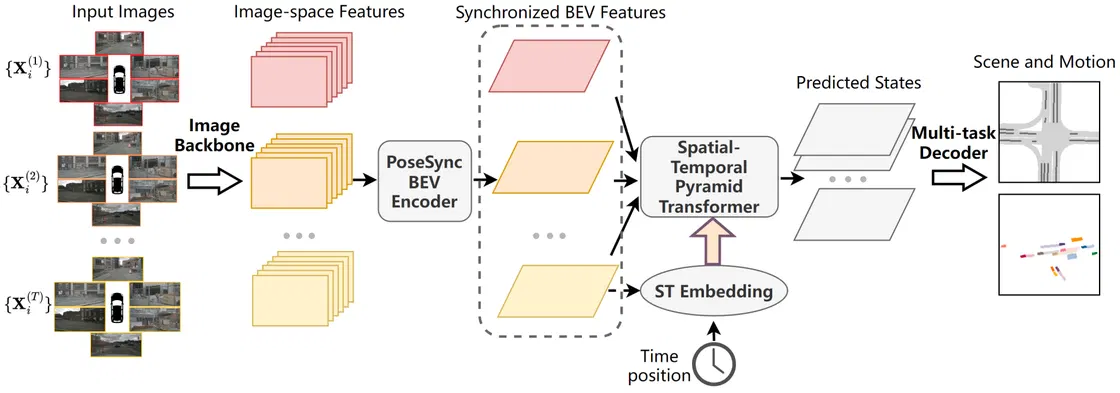 Input Images
Image-space Features
Synchronized BEV Features
{X_i^{(1)}}
{X_i^{(2)}}
{X_i^{(T)}}
Image
Backbone
PoseSync
BEV
Encoder
Spatial-
Temporal
Pyramid
Transformer
ST Embedding
Time
position
Predicted States
Multi-task
Decoder
Scene and Motion